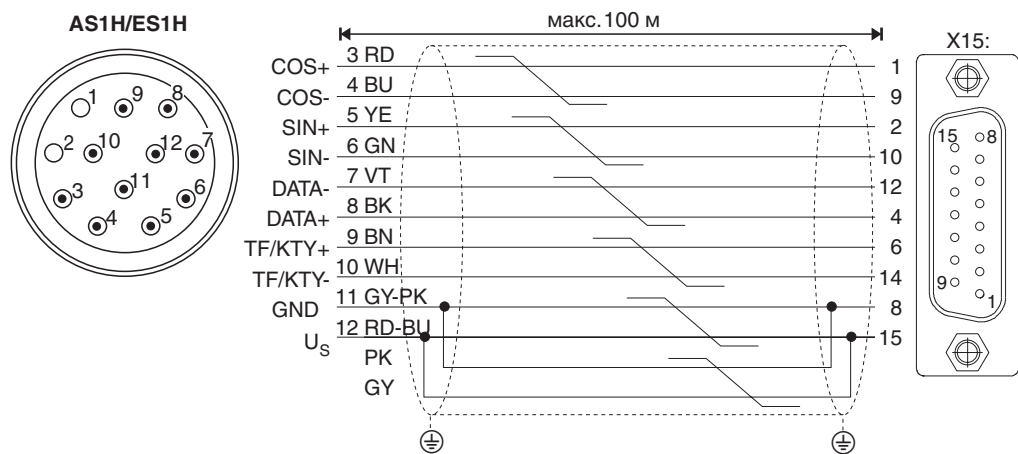 AS1H/ES1H
макс.100 м
X15:
1
9
8
2
10
12
7
3
11
6
4
5
COS+ 3 RD 1
COS- 4 BU 9
SIN+ 5 YE 2
SIN- 6 GN 10
DATA- 7 VT 12
DATA+ 8 BK 4
TF/KTY+ 9 BN 6
TF/KTY- 10 WH 14
GND 11 GY-PK 8
US 12 RD-BU 15
PK
GY
15
8
9
1